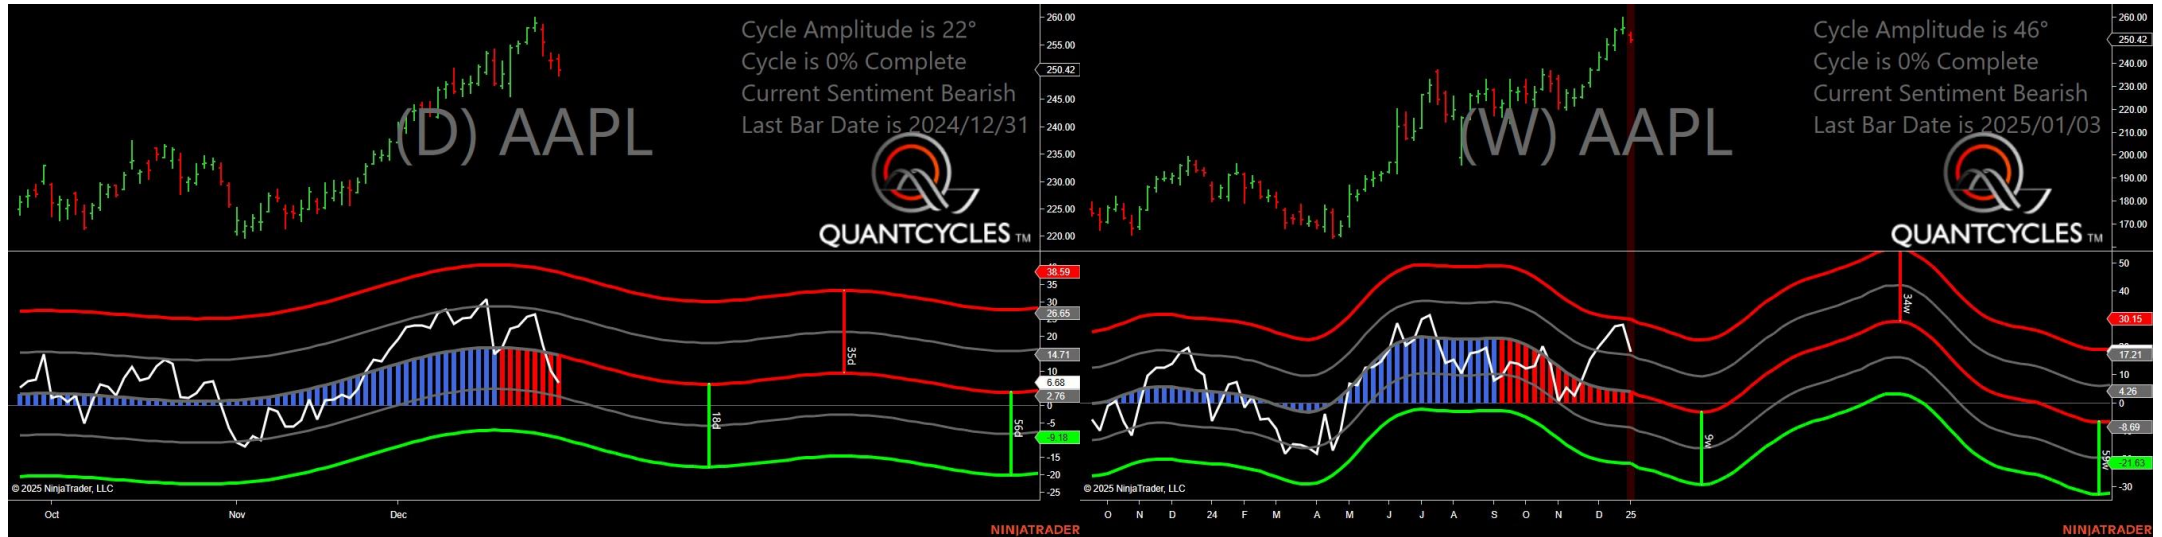 Cycle Amplitude is 22°
Cycle is 0% Complete
Current Sentiment Bearish
Last Bar Date is 2024/12/31
(D) AAPL
QUANTCYCLES TM
260.00
255.00
250.42
245.00
240.00
235.00
230.00
225.00
220.00
38.59
35
30
26.65
20
14.71
10
6.68
2.76
0
-5
-9.18
-15
-20
-25
18d
35d
56d
© 2025 NinjaTrader, LLC
Oct Nov Dec
NINJATRADER
Cycle Amplitude is 46°
Cycle is 0% Complete
Current Sentiment Bearish
Last Bar Date is 2025/01/03
(W) AAPL
QUANTCYCLES TM
260.00
250.42
240.00
230.00
220.00
210.00
200.00
190.00
180.00
170.00
50
40
30.15
17.21
10
4.26
0
-8.69
-21.63
-30
9w
34w
59w
© 2025 NinjaTrader, LLC
O N D 24 F M A M J J A S O N D 25
NINJATRADER